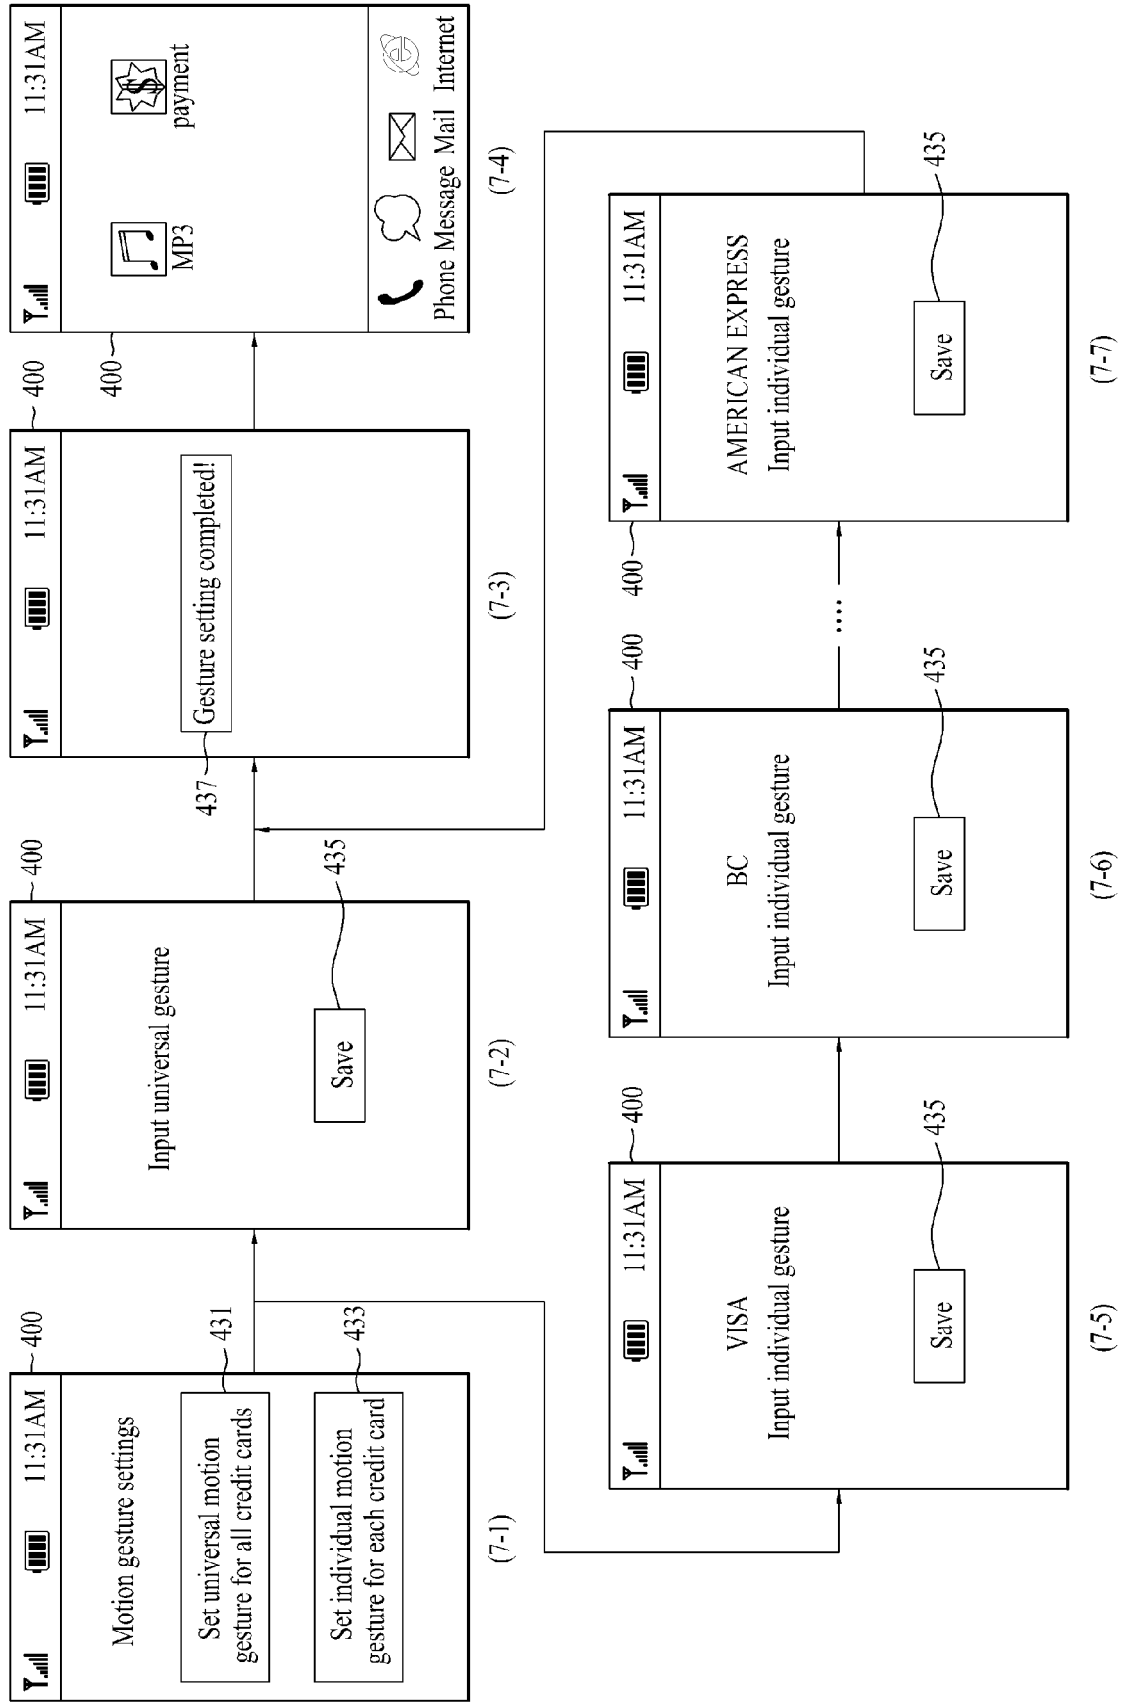 11:31AM
400
Motion gesture settings
Set universal motion
gesture for all credit cards
431
Set individual motion
gesture for each credit card
433
(7-1)
11:31AM
400
Input universal gesture
Save
435
(7-2)
11:31AM
400
Gesture setting completed!
437
(7-3)
11:31AM
400
MP3
payment
Phone Message Mail Internet
(7-4)
11:31AM
400
VISA
Input individual gesture
Save
435
(7-5)
11:31AM
400
BC
Input individual gesture
Save
435
(7-6)
....
11:31AM
400
AMERICAN EXPRESS
Input individual gesture
Save
435
(7-7)